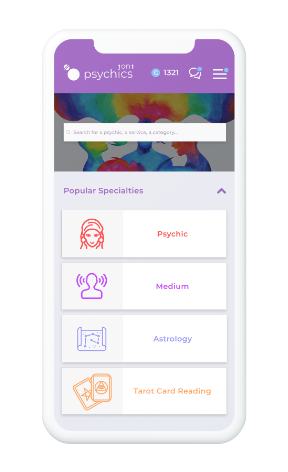 1on1
psychics
C 1321
Search for a psychic, a service, a category...
Popular Specialties
Psychic
Medium
Astrology
Tarot Card Reading